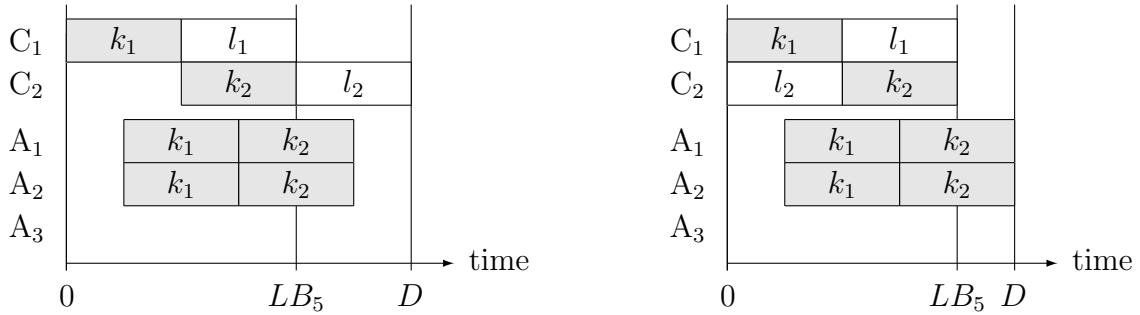 C₁ k₁ l₁
C₂ k₂ l₂
A₁ k₁ k₂
A₂ k₁ k₂
A₃
time
0 LB₅ D
C₁ k₁ l₁
C₂ l₂ k₂
A₁ k₁ k₂
A₂ k₁ k₂
A₃
time
0 LB₅ D